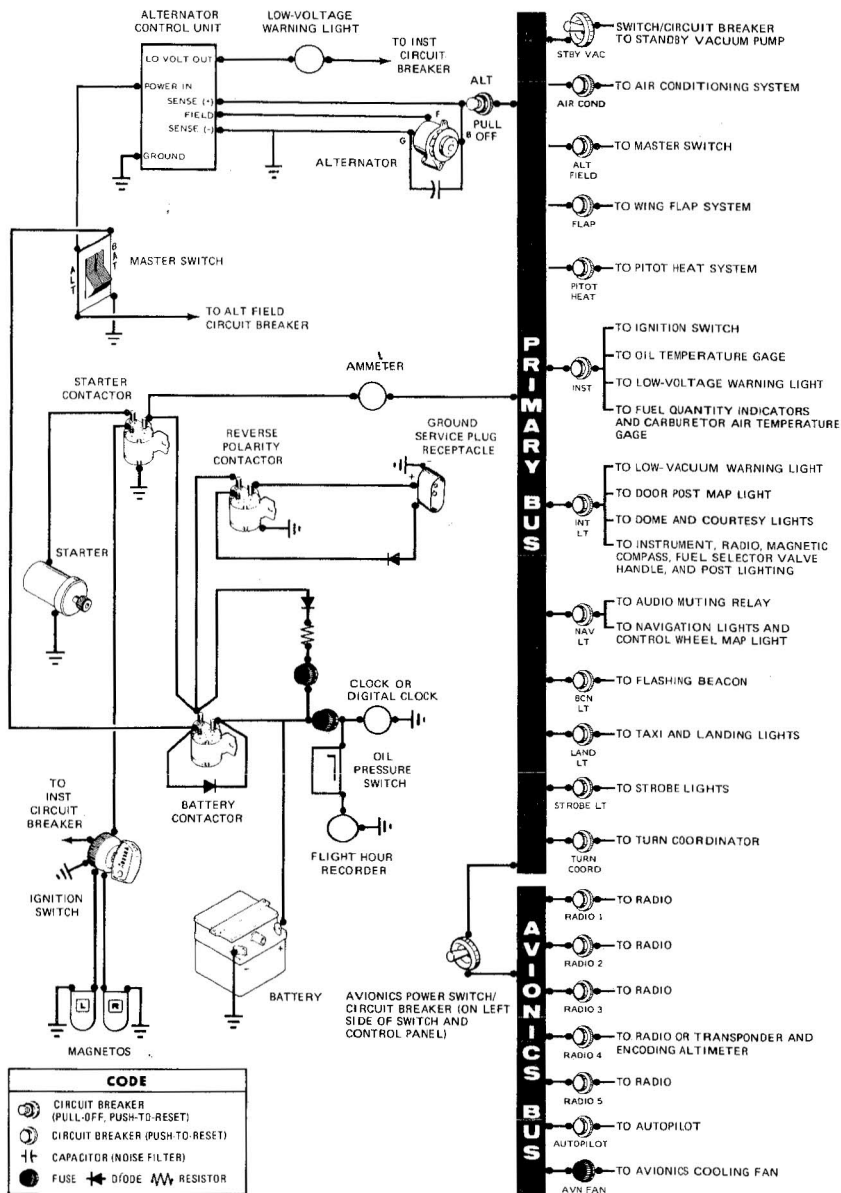 ALTERNATOR
CONTROL UNIT
LOW-VOLTAGE
WARNING LIGHT
TO INST
CIRCUIT
BREAKER
LO VOLT OUT
POWER IN
SENSE (+)
FIELD
SENSE (-)
GROUND
ALT
PULL
OFF
F
B
G
ALTERNATOR
BAT
ALT
MASTER SWITCH
TO ALT FIELD
CIRCUIT BREAKER
AMMETER
STARTER
CONTACTOR
REVERSE
POLARITY
CONTACTOR
GROUND
SERVICE PLUG
RECEPTACLE
+
STARTER
CLOCK OR
DIGITAL CLOCK
OIL
PRESSURE
SWITCH
BATTERY
CONTACTOR
FLIGHT HOUR
RECORDER
TO
INST
CIRCUIT
BREAKER
IGNITION
SWITCH
L
R
MAGNETOS
-
+
BATTERY
AVIONICS POWER SWITCH/
CIRCUIT BREAKER (ON LEFT
SIDE OF SWITCH AND
CONTROL PANEL)
CODE
CIRCUIT BREAKER
(PULL-OFF, PUSH-TO-RESET)
CIRCUIT BREAKER (PUSH-TO-RESET)
CAPACITOR (NOISE FILTER)
FUSE DIODE RESISTOR
PRIMARY BUS
AVIONICS BUS
SWITCH/CIRCUIT BREAKER
TO STANDBY VACUUM PUMP
STBY VAC
TO AIR CONDITIONING SYSTEM
AIR COND
TO MASTER SWITCH
ALT
FIELD
TO WING FLAP SYSTEM
FLAP
TO PITOT HEAT SYSTEM
PITOT
HEAT
TO IGNITION SWITCH
TO OIL TEMPERATURE GAGE
INST
TO LOW-VOLTAGE WARNING LIGHT
TO FUEL QUANTITY INDICATORS
AND CARBURETOR AIR TEMPERATURE
GAGE
TO LOW-VACUUM WARNING LIGHT
TO DOOR POST MAP LIGHT
INT
LT
TO DOME AND COURTESY LIGHTS
TO INSTRUMENT, RADIO, MAGNETIC
COMPASS, FUEL SELECTOR VALVE
HANDLE, AND POST LIGHTING
TO AUDIO MUTING RELAY
NAV
LT
TO NAVIGATION LIGHTS AND
CONTROL WHEEL MAP LIGHT
TO FLASHING BEACON
BCN
LT
TO TAXI AND LANDING LIGHTS
LAND
LT
TO STROBE LIGHTS
STROBE LT
TO TURN COORDINATOR
TURN
COORD
TO RADIO
RADIO 1
TO RADIO
RADIO 2
TO RADIO
RADIO 3
TO RADIO OR TRANSPONDER AND
ENCODING ALTIMETER
RADIO 4
TO RADIO
RADIO 5
TO AUTOPILOT
AUTOPILOT
TO AVIONICS COOLING FAN
AVN FAN